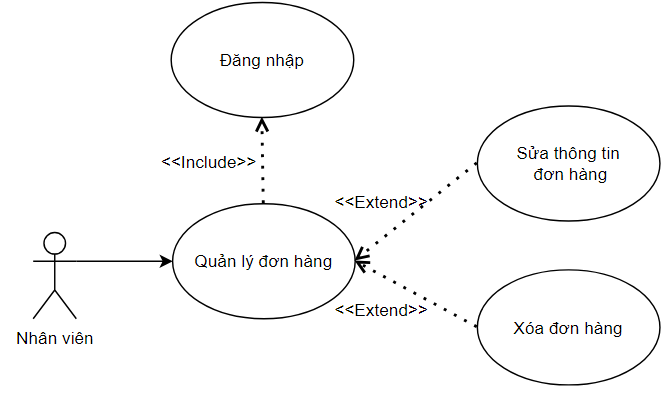 Đăng nhập
<<Include>>
Sửa thông tin
đơn hàng
<<Extend>>
Quản lý đơn hàng
<<Extend>>
Xóa đơn hàng
Nhân viên